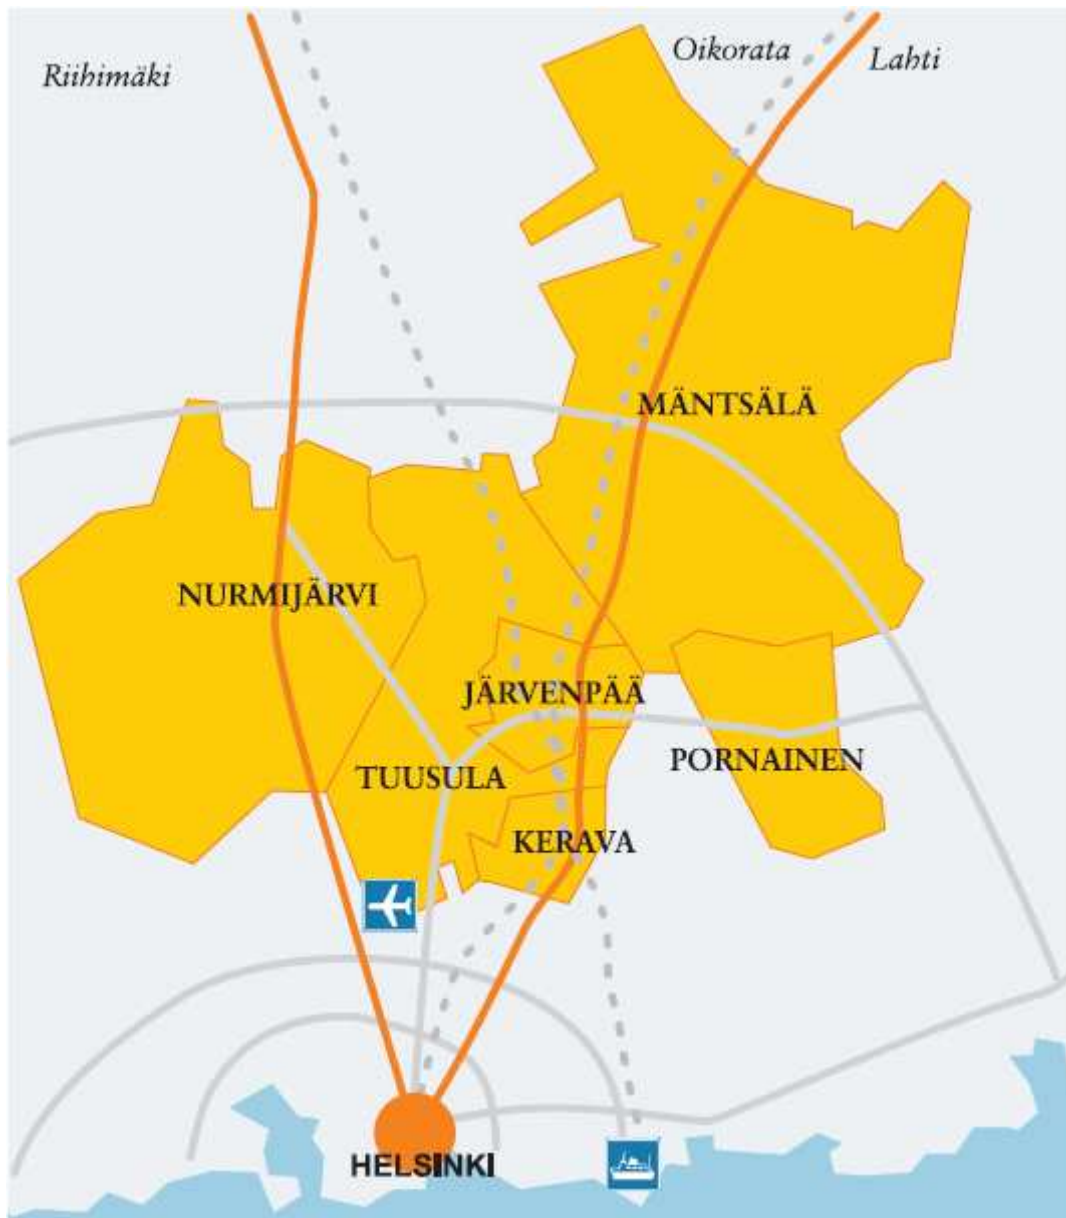 Oikorata
Lahti
Riihimäki
MÄNTSÄLÄ
NURMIJÄRVI
JÄRVENPÄÄ
PORNAINEN
TUUSULA
KERAVA
HELSINKI